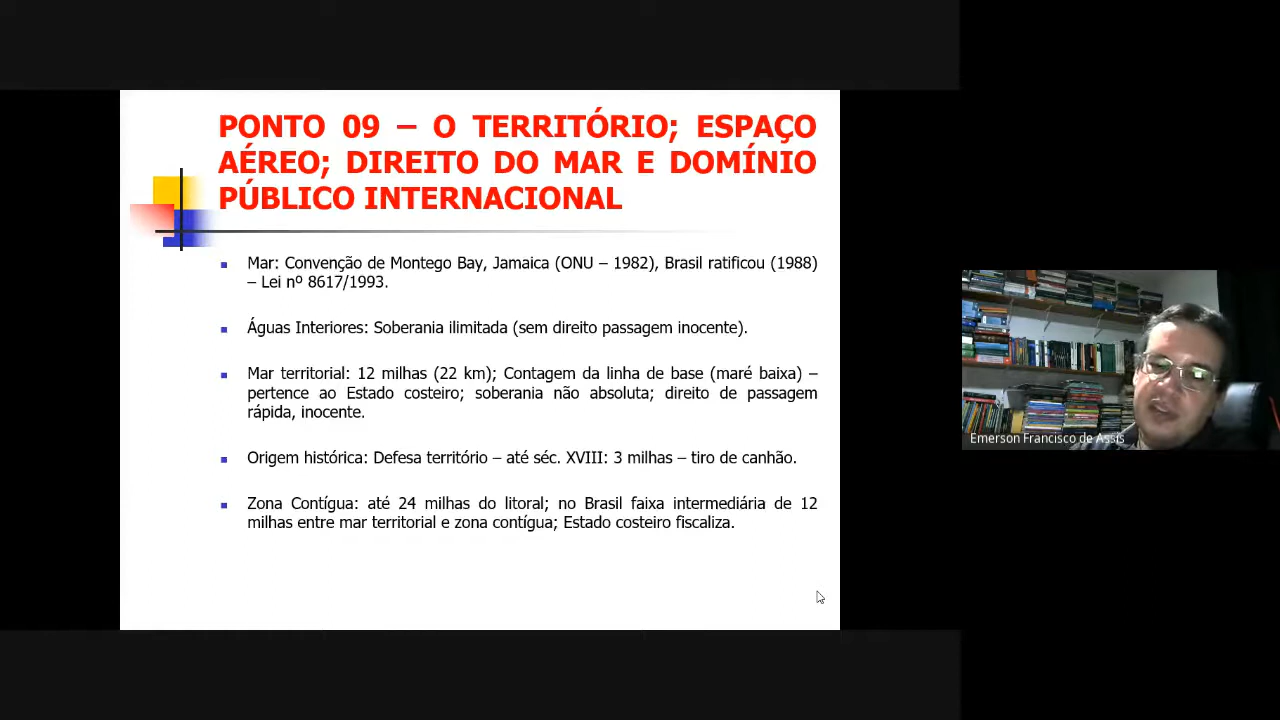 PONTO 09 – O TERRITÓRIO; ESPAÇO
AÉREO; DIREITO DO MAR E DOMÍNIO
PÚBLICO INTERNACIONAL
Mar: Convenção de Montego Bay, Jamaica (ONU – 1982), Brasil ratificou (1988)
– Lei nº 8617/1993.
Águas Interiores: Soberania ilimitada (sem direito passagem inocente).
Mar territorial: 12 milhas (22 km); Contagem da linha de base (maré baixa) –
pertence ao Estado costeiro; soberania não absoluta; direito de passagem
rápida, inocente.
Origem histórica: Defesa território – até séc. XVIII: 3 milhas – tiro de canhão.
Zona Contígua: até 24 milhas do litoral; no Brasil faixa intermediária de 12
milhas entre mar territorial e zona contígua; Estado costeiro fiscaliza.
Emerson Francisco de Assis